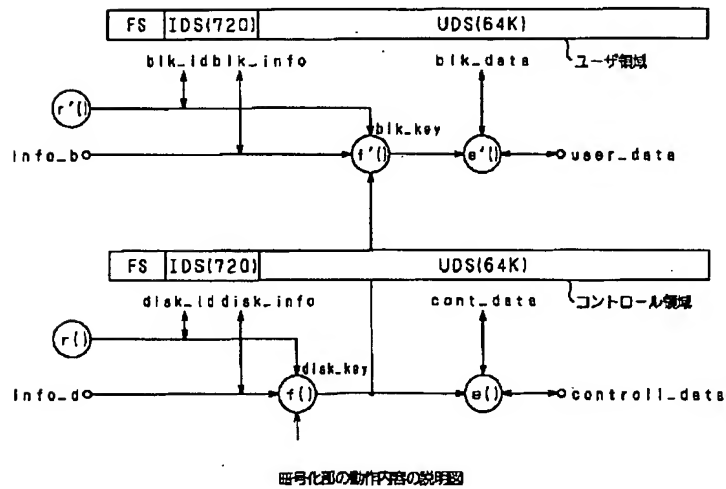 FS IDS(720) UDS(64K)
blk_id blk_info blk_data ユーザ領域
r'()
blk_key
info_b f'() e'() user_data
FS IDS(720) UDS(64K)
disk_id disk_info cont_data コントロール領域
r()
disk_key
info_d f() e() controll_data
暗号化部の動作内容の説明図